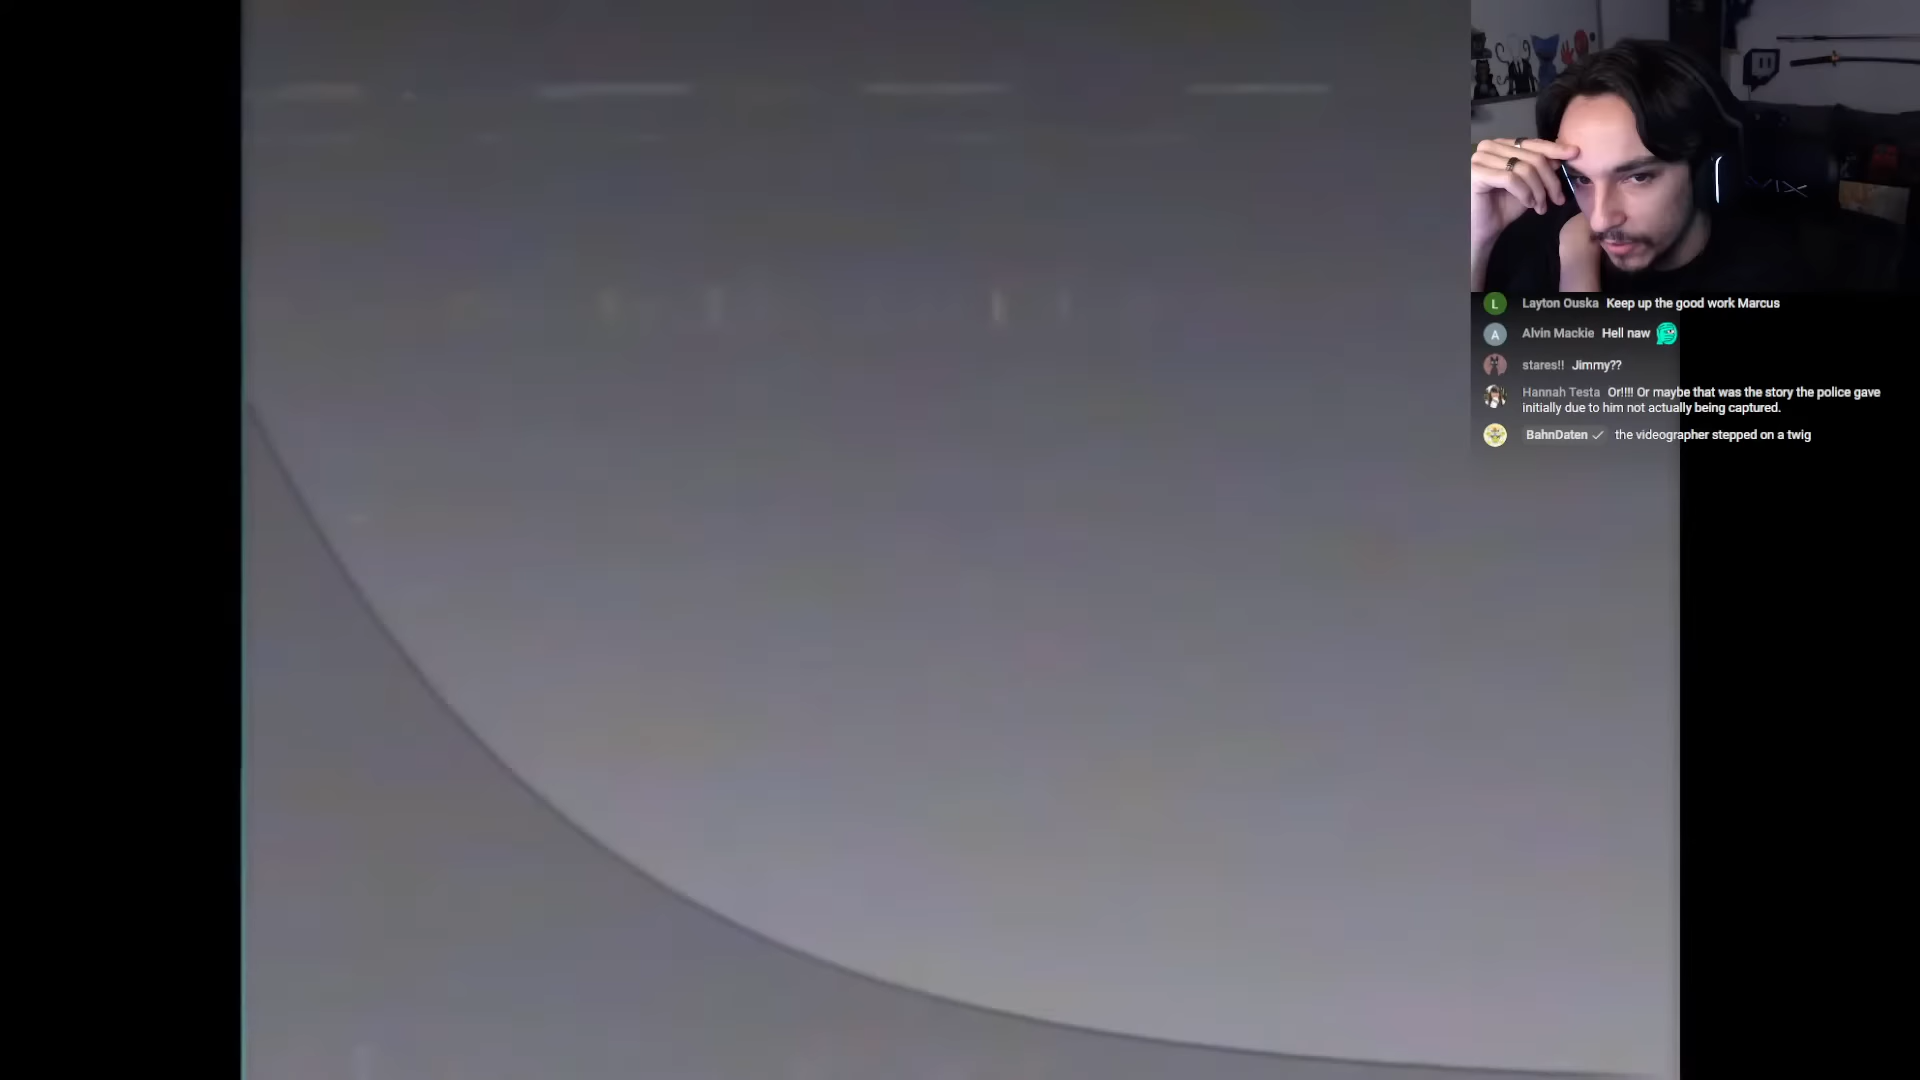 L Layton Ouska Keep up the good work Marcus
A Alvin Mackie Hell naw
stares!! Jimmy??
Hannah Testa Or!!!! Or maybe that was the story the police gave
initially due to him not actually being captured.
BahnDaten the videographer stepped on a twig